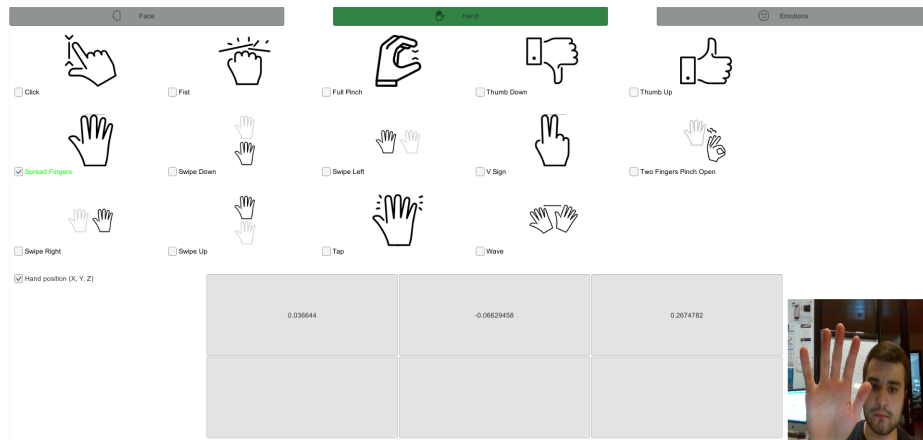 Face
Hand
Emotions
Click
Fist
Full Pinch
Thumb Down
Thumb Up
Spread Fingers
Swipe Down
Swipe Left
V Sign
Two Fingers Pinch Open
Swipe Right
Swipe Up
Tap
Wave
Hand position (X, Y, Z)
0.036644
-0.06629458
0.2674782